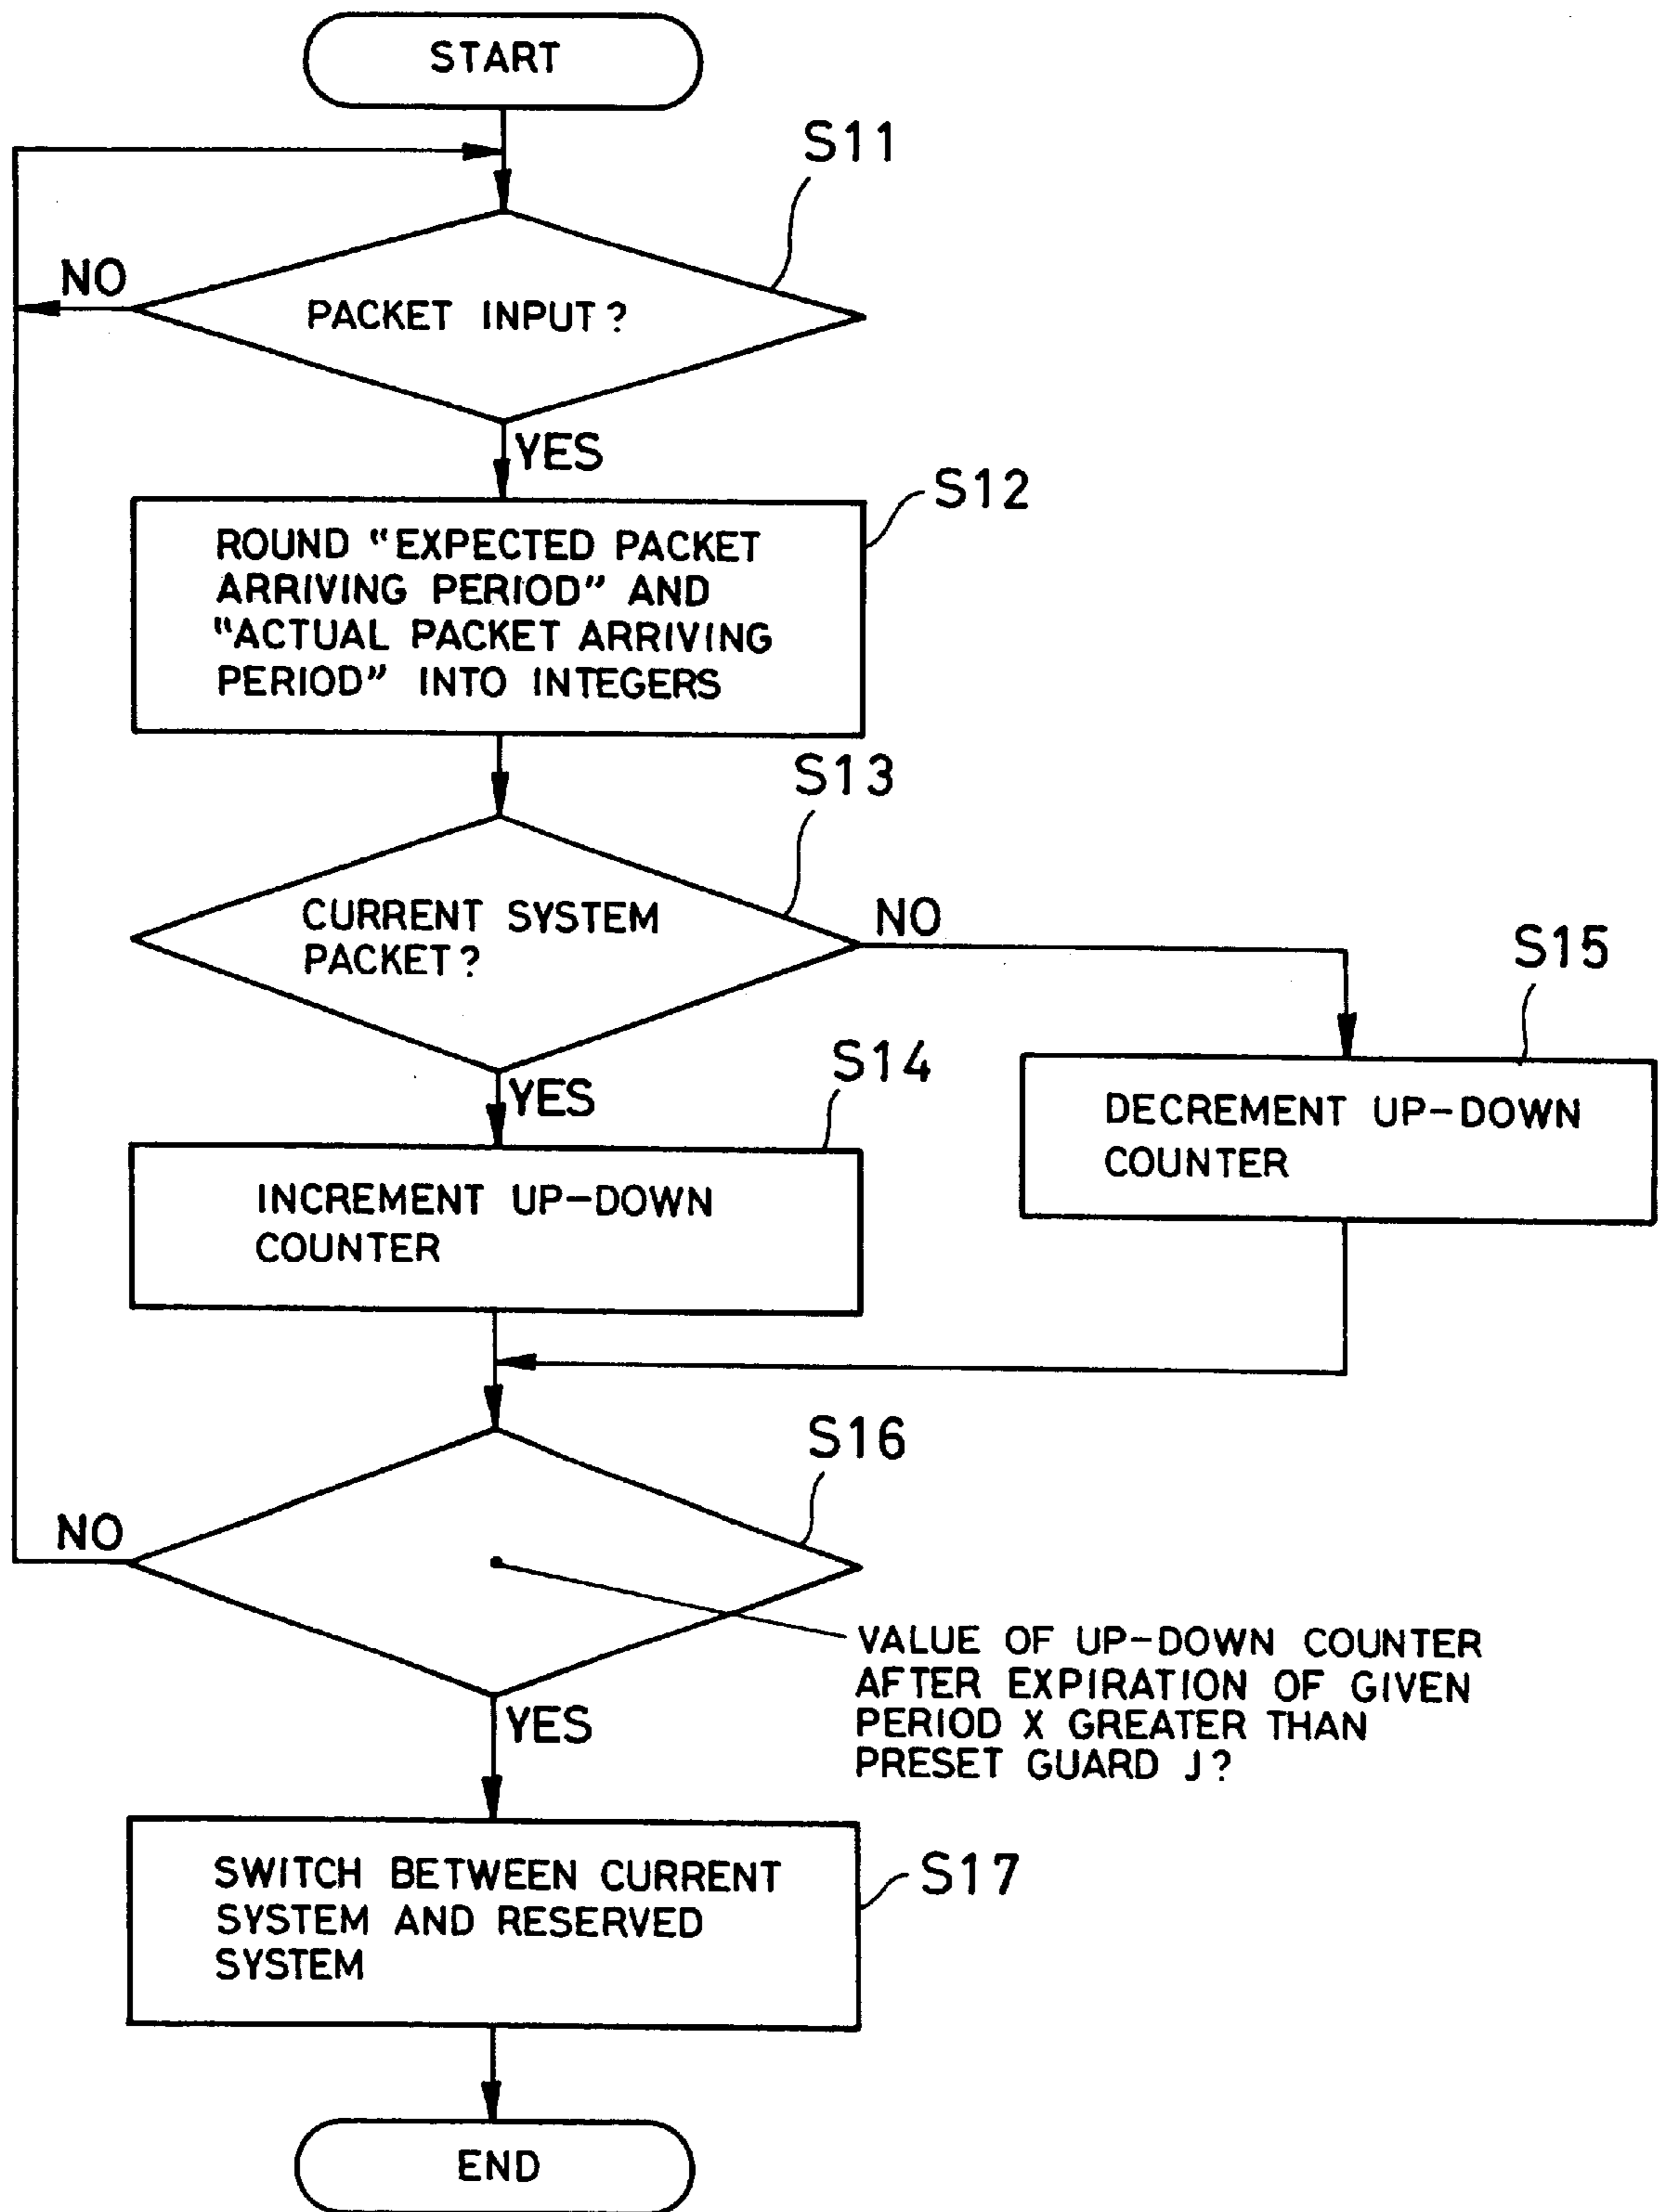 START
S11
NO
PACKET INPUT?
YES
S12
ROUND "EXPECTED PACKET
ARRIVING PERIOD" AND
"ACTUAL PACKET ARRIVING
PERIOD" INTO INTEGERS
S13
CURRENT SYSTEM
PACKET?
NO
S15
S14
YES
DECREMENT UP-DOWN
COUNTER
INCREMENT UP-DOWN
COUNTER
S16
NO
VALUE OF UP-DOWN COUNTER
AFTER EXPIRATION OF GIVEN
PERIOD X GREATER THAN
PRESET GUARD J?
YES
SWITCH BETWEEN CURRENT
SYSTEM AND RESERVED
SYSTEM
S17
END